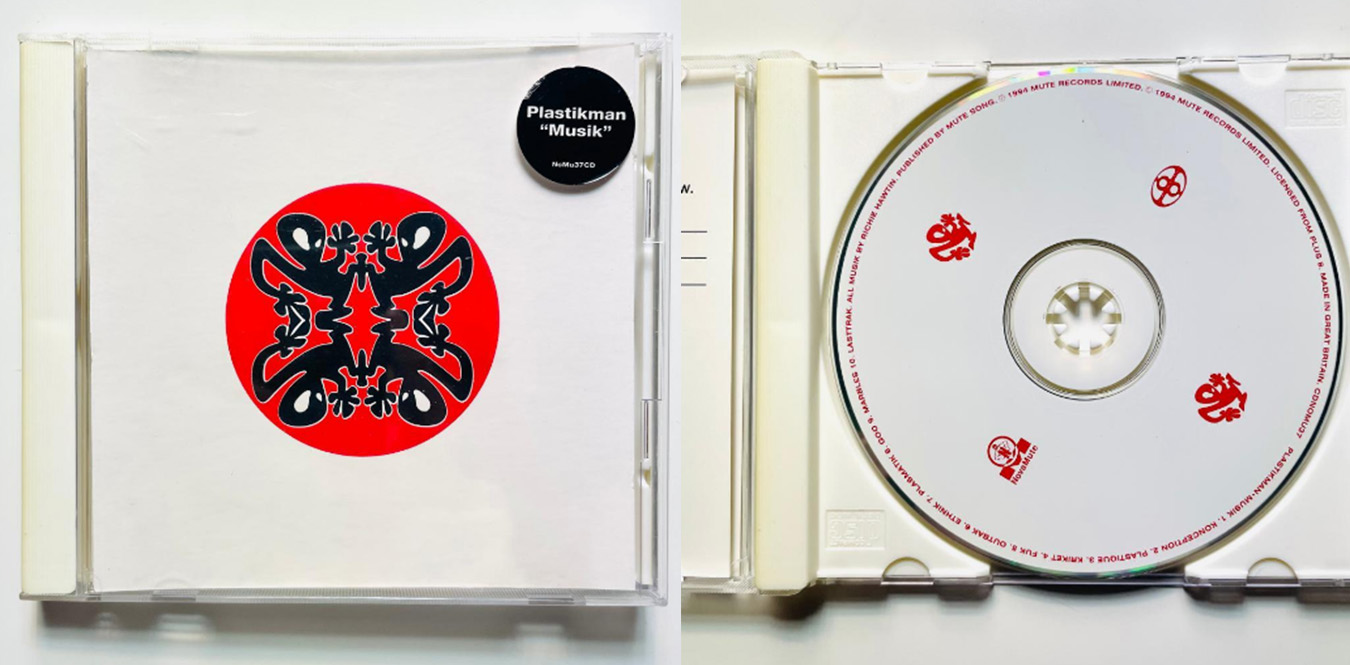 Plastikman
“Musik”
NoMu37CD
w.
PLASTIKMAN-MUSIK 1. KONCEPTION 2. PLASTIQUE 3. KRIKET. 4. FUK 5. OUTBAK 6. ETHNIK 7. PLASMATIK 8. GOO 9. MARBLES 10. LASTTRAK. ALL MUSIK BY RICHIE HAWTIN. PUBLISHED BY MUTE SONG. ℗ 1994 MUTE RECORDS LIMITED. © 1994 MUTE RECORDS LIMITED. LICENSED FROM PLUS 8. MADE IN GREAT BRITAIN. CDNOMU37
NovaMute